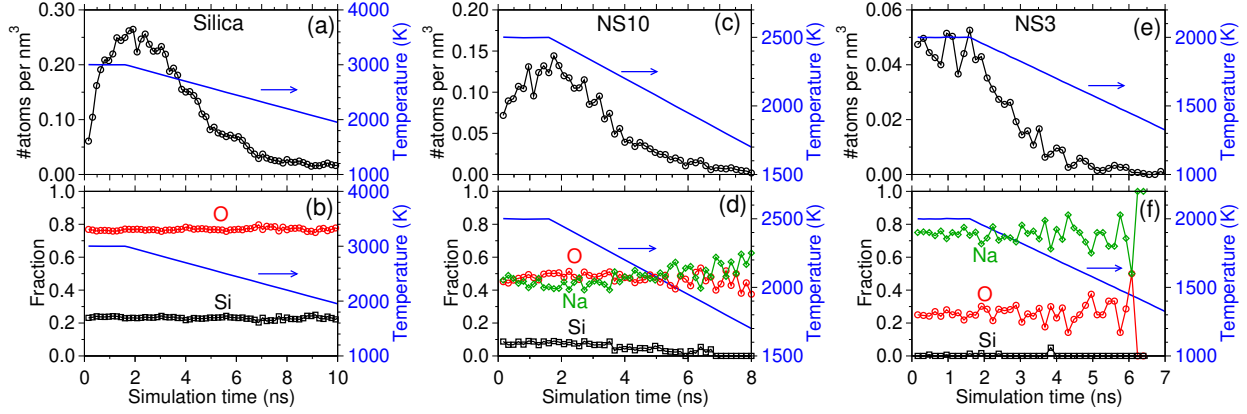 Silica
(a)
#atoms per nm³
0.30
0.20
0.10
0.00
4000
3000
2000
1000
Temperature (K)
NS10
(c)
#atoms per nm³
0.20
0.15
0.10
0.05
0.00
2500
2000
1500
Temperature (K)
NS3
(e)
#atoms per nm³
0.06
0.04
0.02
0.00
2000
1500
1000
Temperature (K)
(b)
O
Si
Fraction
1.0
0.8
0.6
0.4
0.2
0.0
4000
3000
2000
1000
Temperature (K)
0 2 4 6 8 10
Simulation time (ns)
(d)
O
Na
Si
Fraction
1.0
0.8
0.6
0.4
0.2
0.0
2500
2000
1500
Temperature (K)
0 2 4 6 8
Simulation time (ns)
(f)
Na
O
Si
Fraction
1.0
0.8
0.6
0.4
0.2
0.0
2000
1500
1000
Temperature (K)
0 1 2 3 4 5 6 7
Simulation time (ns)